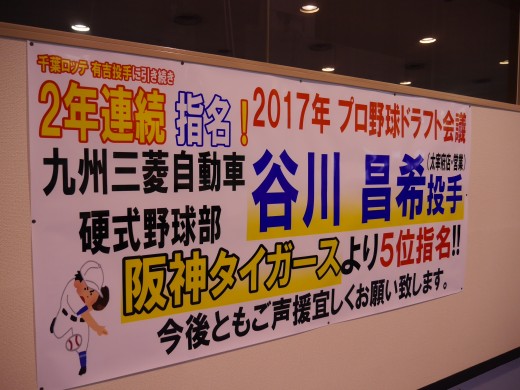 千葉ロッテ 有吉投手に引き続き
2年連続 指名!
2017年 プロ野球ドラフト会議
九州三菱自動車
硬式野球部
谷川 昌希投手
(太宰府店・営業)
阪神タイガースより5位指名!!
今後ともご声援宜しくお願い致します。